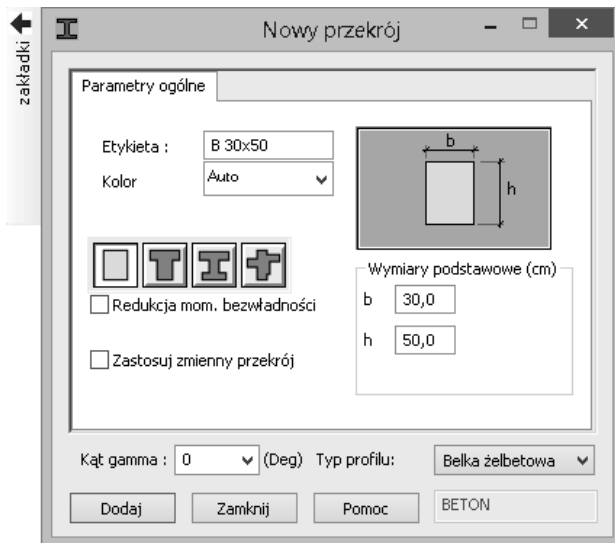 zakładki
Nowy przekrój
Parametry ogólne
Etykieta : B 30x50
Kolor Auto
b
h
Redukcja mom. bezwładności
Zastosuj zmienny przekrój
Wymiary podstawowe (cm)
b 30,0
h 50,0
Kąt gamma : 0 (Deg) Typ profilu: Belka żelbetowa
Dodaj Zamknij Pomoc BETON